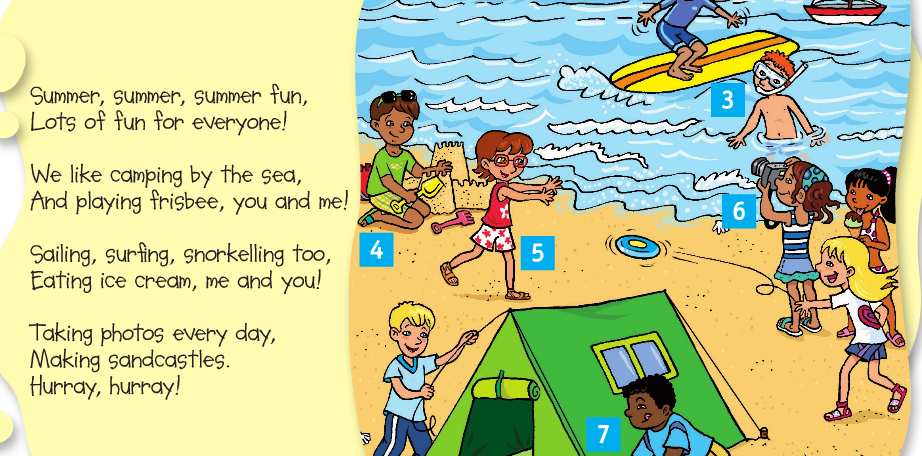 Summer, summer, summer fun,
Lots of fun for everyone!
We like camping by the sea,
And playing frisbee, you and me!
Sailing, surfing, snorkelling too,
Eating ice cream, me and you!
Taking photos every day,
Making sandcastles.
Hurray, hurray!
3
4
5
6
7